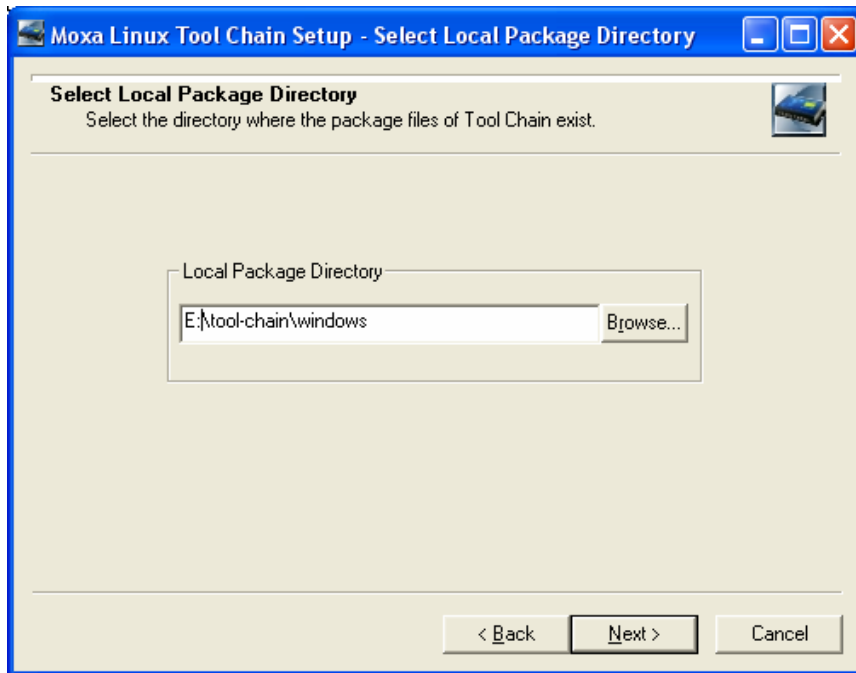 Moxa Linux Tool Chain Setup - Select Local Package Directory
Select Local Package Directory
Select the directory where the package files of Tool Chain exist.
Local Package Directory
E:\tool-chain\windows
Browse...
< Back
Next >
Cancel